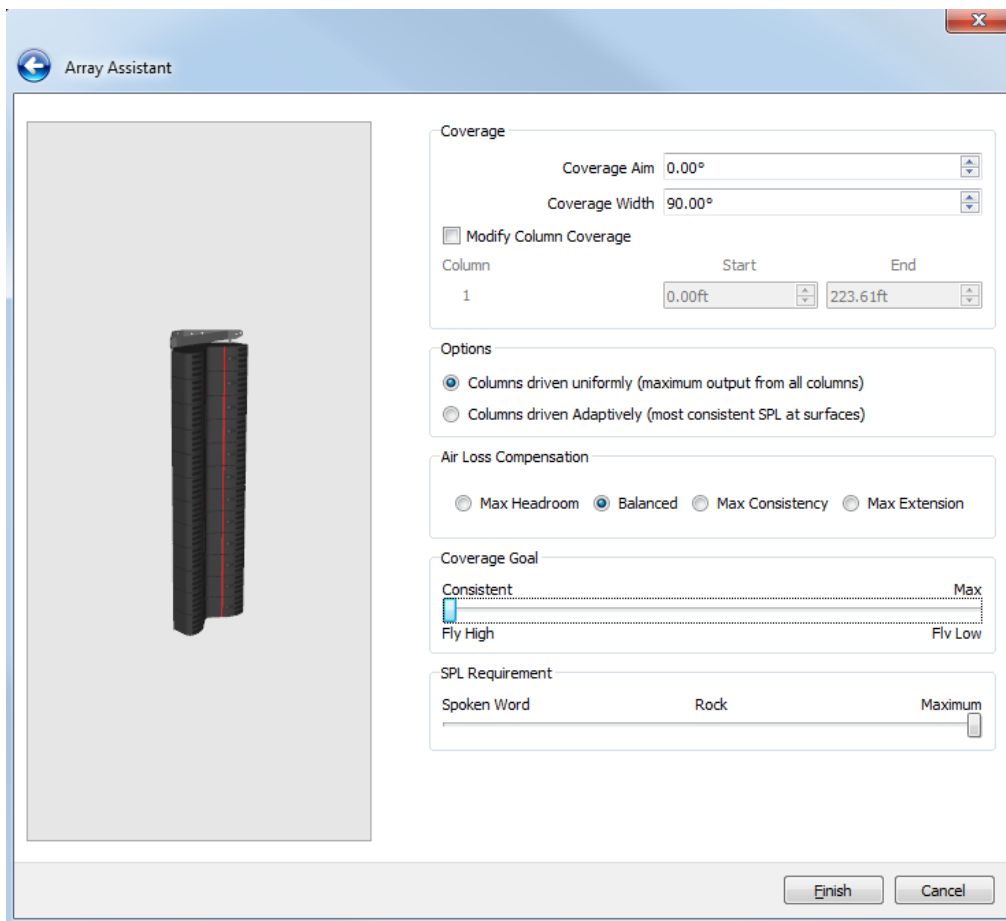 Array Assistant
Coverage
Coverage Aim 0.00°
Coverage Width 90.00°
Modify Column Coverage
Column Start End
1 0.00ft 223.61ft
Options
Columns driven uniformly (maximum output from all columns)
Columns driven Adaptively (most consistent SPL at surfaces)
Air Loss Compensation
Max Headroom Balanced Max Consistency Max Extension
Coverage Goal
Consistent Max
Fly High Fly Low
SPL Requirement
Spoken Word Rock Maximum
Finish Cancel